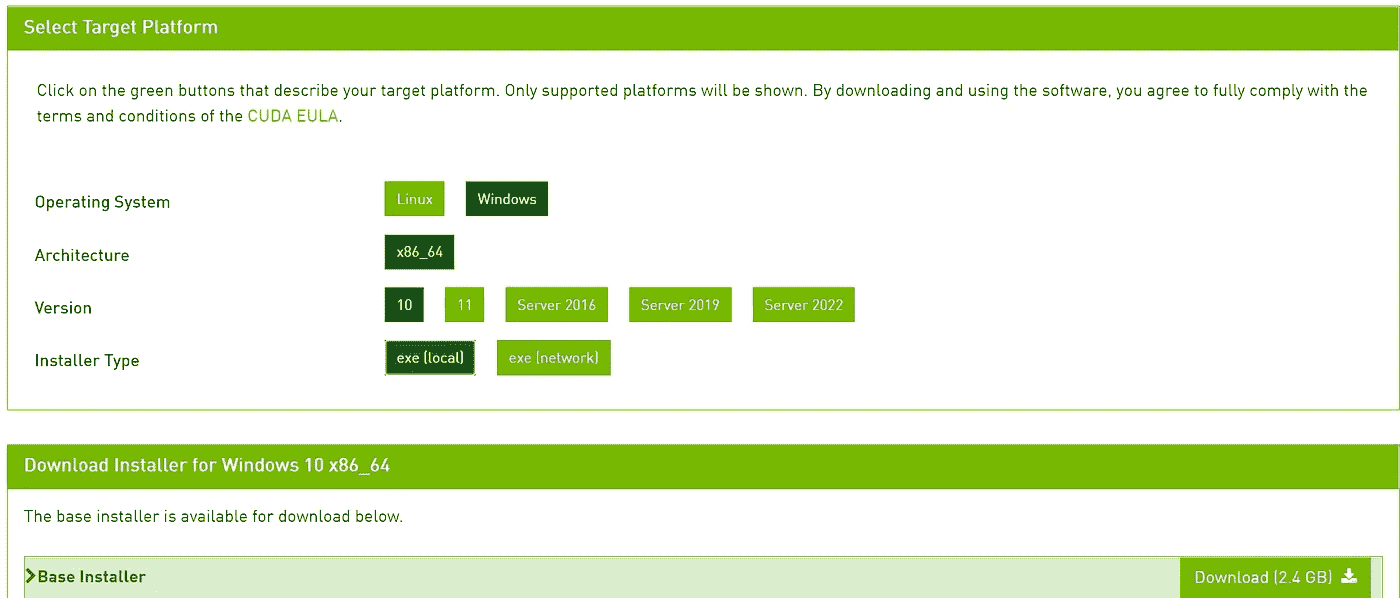 Select Target Platform
Click on the green buttons that describe your target platform. Only supported platforms will be shown. By downloading and using the software, you agree to fully comply with the
terms and conditions of the CUDA EULA.
Operating System Linux Windows
Architecture x86_64
Version 10 11 Server 2016 Server 2019 Server 2022
Installer Type exe (local) exe (network)
Download Installer for Windows 10 x86_64
The base installer is available for download below.
Base Installer Download (2.4 GB)